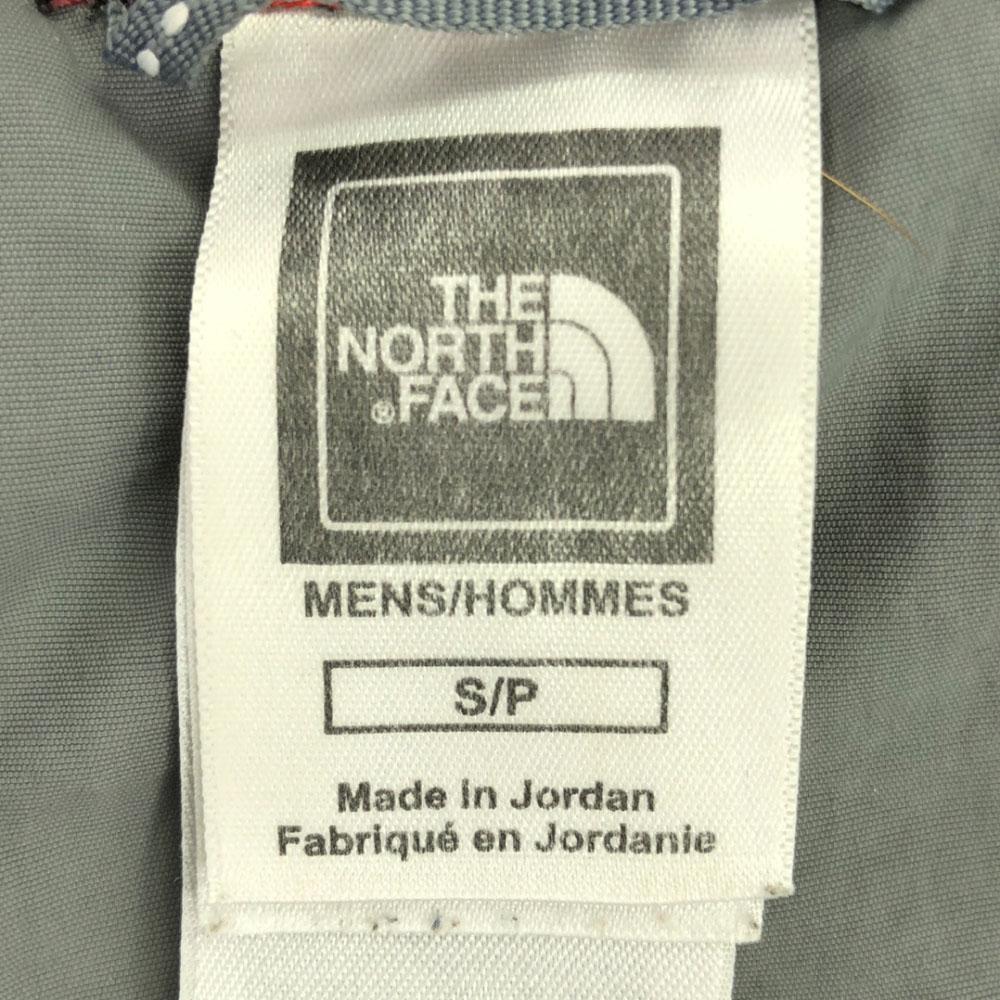 THE
NORTH
®FACE
MENS/HOMMES
S/P
Made in Jordan
Fabriqué en Jordanie